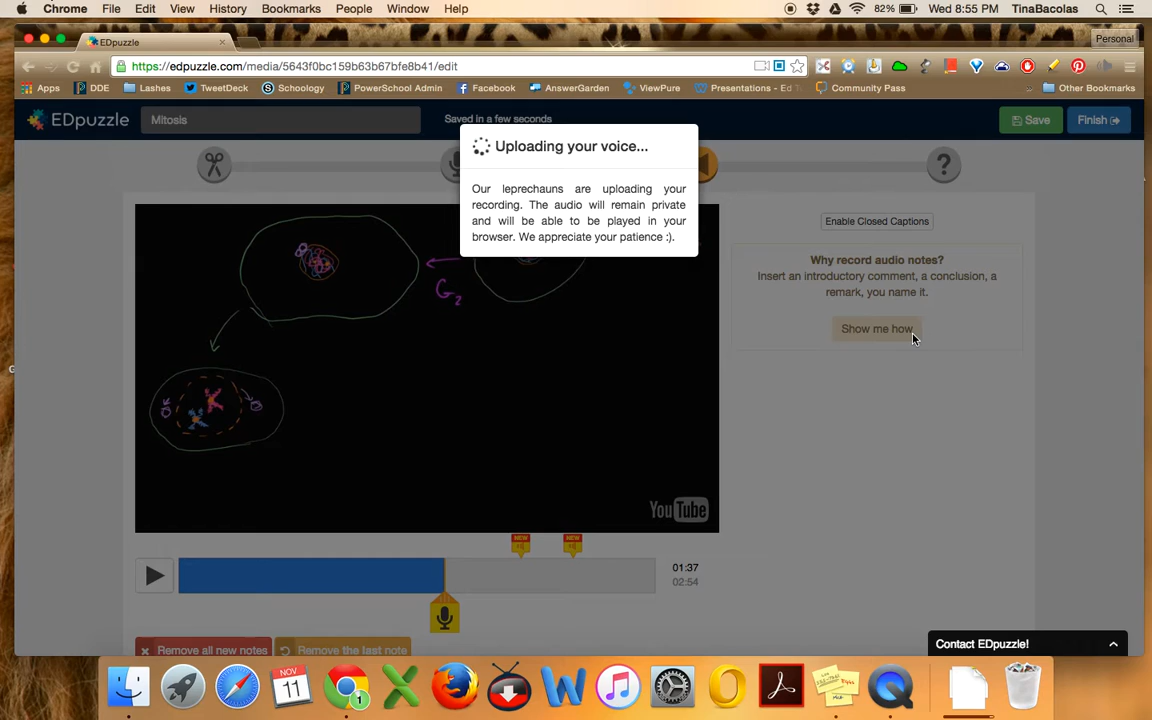 Chrome File Edit View History Bookmarks People Window Help 82% Wed 8:55 PM TinaBacolas
EDpuzzle Personal
https://edpuzzle.com/media/5643f0bc159b63b67bfe8b41/edit
Apps DDE Lashes TweetDeck Schoology PowerSchool Admin Facebook AnswerGarden ViewPure Presentations - Ed T Community Pass Other Bookmarks
EDpuzzle Mitosis Saved in a few seconds Save Finish
Uploading your voice...
Our leprechauns are uploading your
recording. The audio will remain private
and will be able to be played in your
browser. We appreciate your patience :).
Enable Closed Captions
Why record audio notes?
Insert an introductory comment, a conclusion, a
remark, you name it.
Show me how
G2
YouTube
NEW NEW
01:37
02:54
Remove all new notes Remove the last note
Contact EDpuzzle!
NOV
11
1